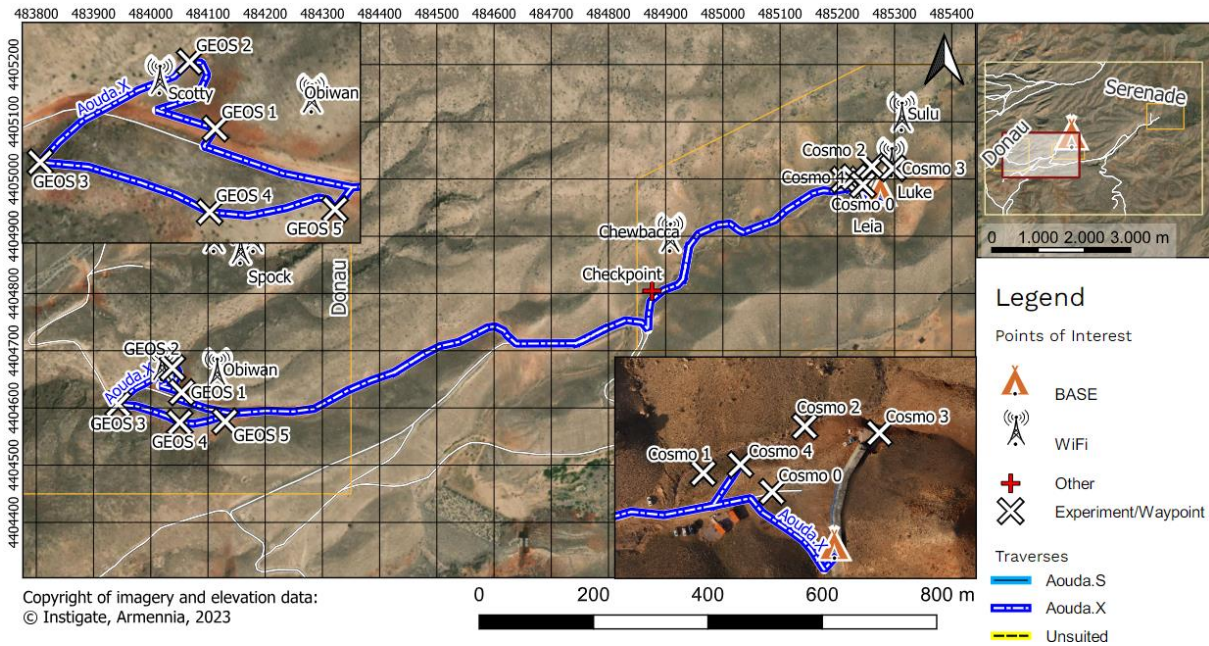 483800 483900 484000 484100 484200 484300 484400 484500 484600 484700 484800 484900 485000 485100 485200 485300 485400
4405200
4405100
4405000
4404900
4404800
4404700
4404600
4404500
4404400
GEOS 2
Aouda.X
Scotty
Obiwan
GEOS 1
GEOS 3
GEOS 4
GEOS 5
Spock
Donau
GEOS 2
Aouda.X
Obiwan
GEOS 1
GEOS 3
GEOS 4
GEOS 5
Chewbacca
Checkpoint
Sulu
Cosmo 2
Cosmo 3
Cosmo 4
Cosmo 0
Luke
Leia
Cosmo 2
Cosmo 3
Cosmo 1
Cosmo 4
Cosmo 0
Aouda.X
Serenade
Donau
0 1.000 2.000 3.000 m
Legend
Points of Interest
BASE
WiFi
Other
Experiment/Waypoint
Traverses
Aouda.S
Aouda.X
Unsuited
Copyright of imagery and elevation data:
© Instigate, Armennia, 2023
0 200 400 600 800 m